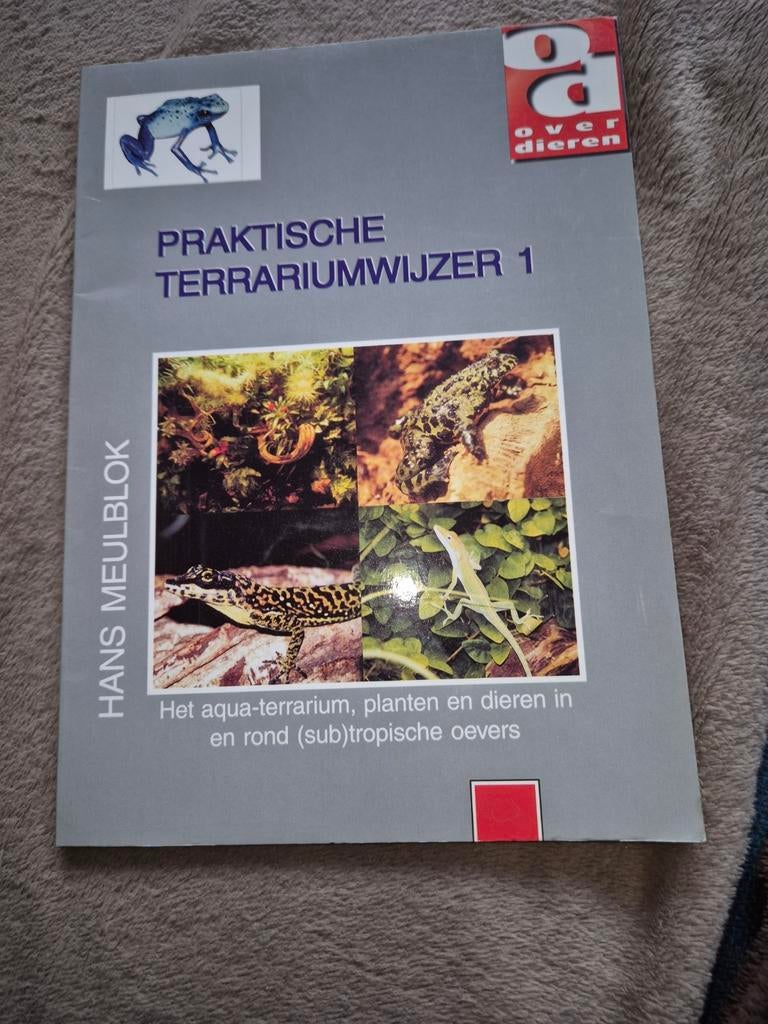 a
d
over
dieren
PRAKTISCHE
TERRARIUMWIJZER 1
HANS MEULBLOK
Het aqua-terrarium, planten en dieren in
en rond (sub)tropische oevers